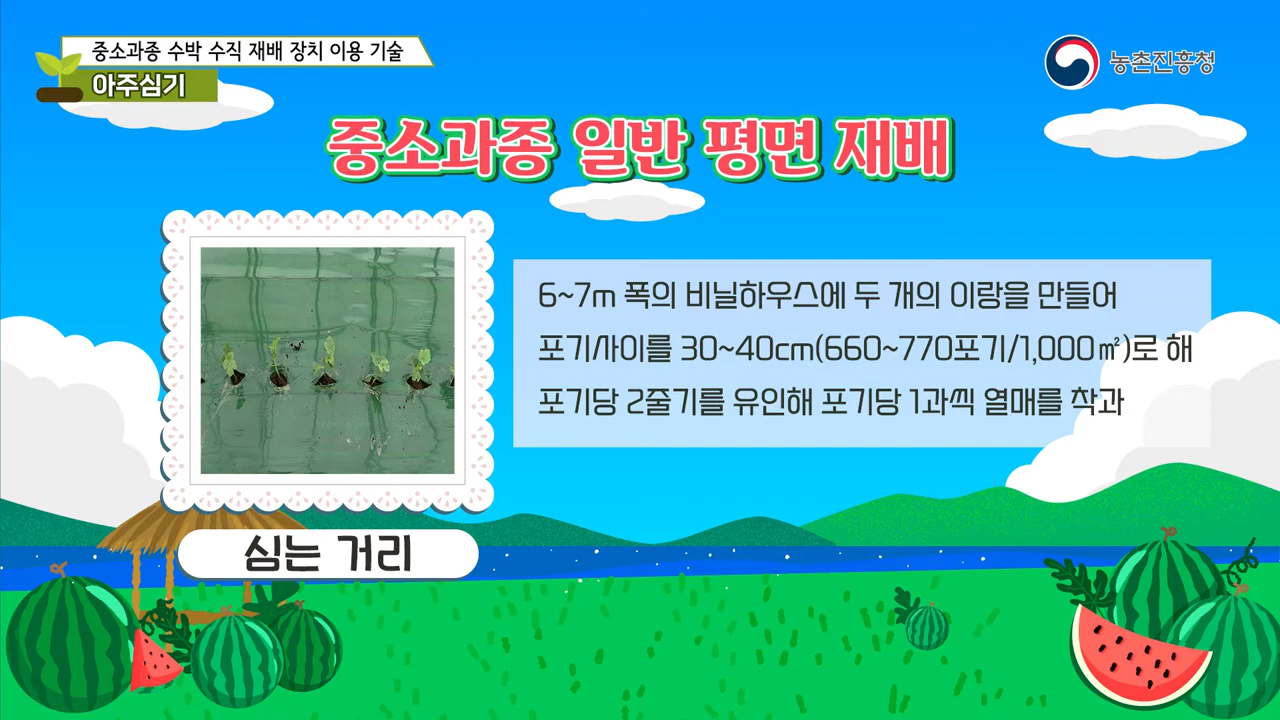 중소과종 수박 수직 재배 장치 이용 기술
아주심기
농촌진흥청
중소과종 일반 평면 재배
6~7m 폭의 비닐하우스에 두 개의 이랑을 만들어
포기사이를 30~40cm(660~770포기/1,000㎡)로 해
포기당 2줄기를 유인해 포기당 1과씩 열매를 착과
심는 거리